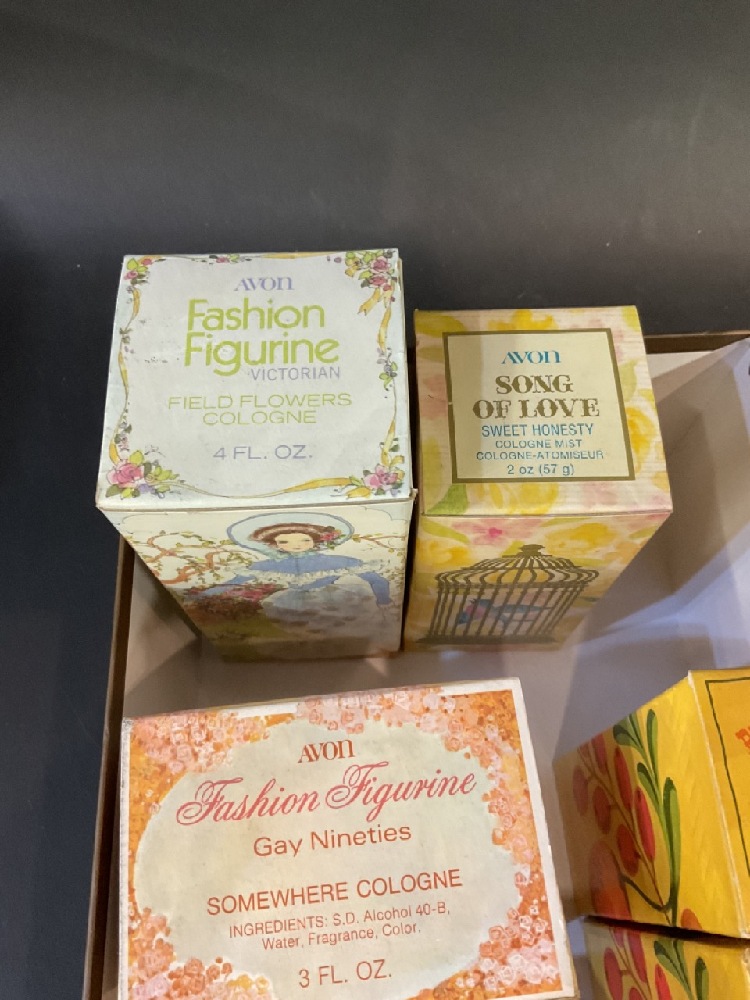 AVON
Fashion
Figurine
VICTORIAN
FIELD FLOWERS
COLOGNE
4 FL. OZ.
AVON
SONG
OF LOVE
SWEET HONESTY
COLOGNE MIST
COLOGNE-ATOMISEUR
2 oz (57 g)
AVON
Fashion Figurine
Gay Nineties
SOMEWHERE COLOGNE
INGREDIENTS: S.D. Alcohol 40-B,
Water, Fragrance, Color.
3 FL. OZ.